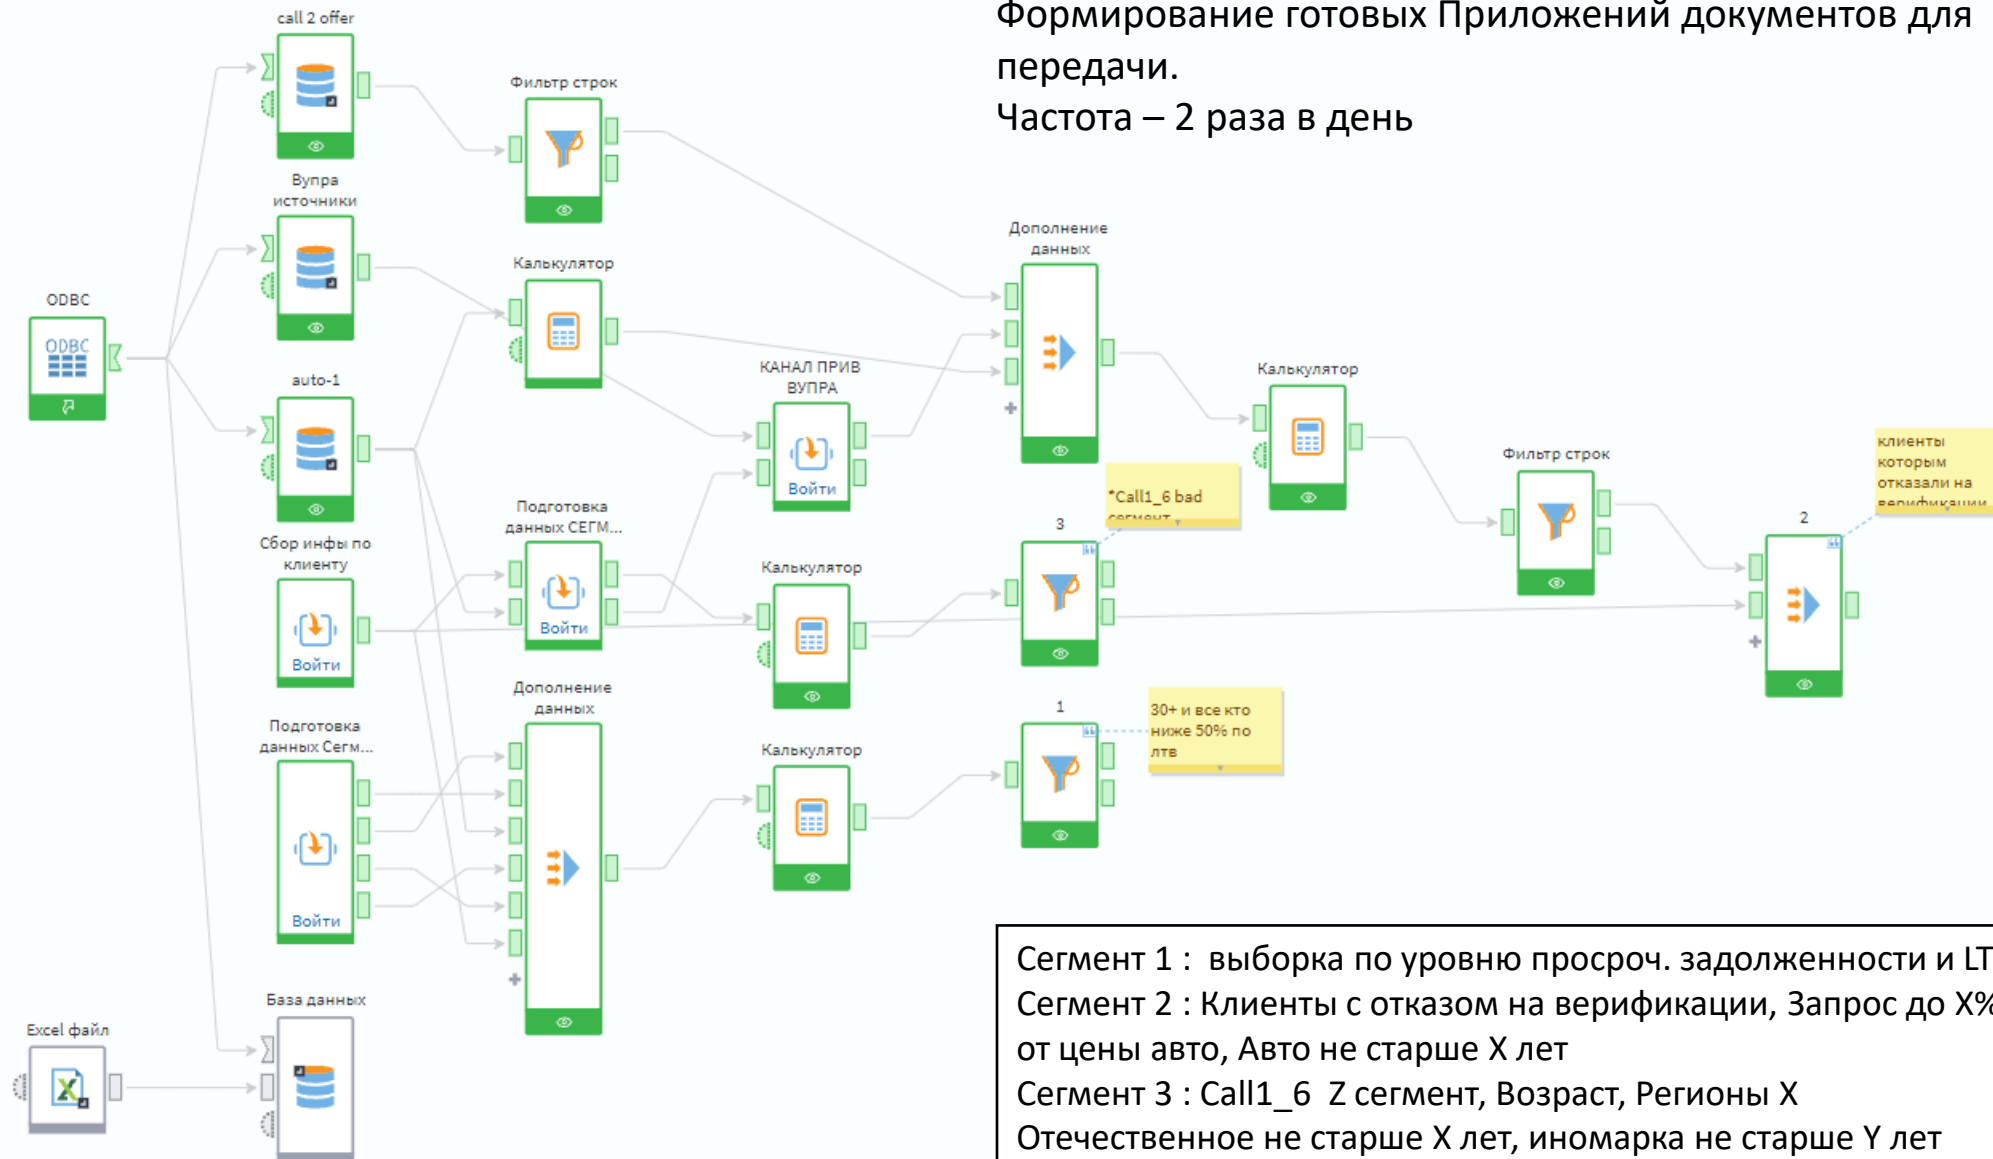 Формирование готовых Приложений документов для
передачи.
Частота – 2 раза в день
call 2 offer
Фильтр строк
Вупра
источники
Калькулятор
Дополнение
данных
ODBC
ODBC
auto-1
КАНАЛ ПРИВ
ВУПРА
Войти
Калькулятор
Фильтр строк
клиенты
которым
отказали на
верификации
Сбор инфы по
клиенту
Войти
Подготовка
данных СЕГМ...
Войти
Калькулятор
3
*Call1_6 bad
сегмент
2
Подготовка
данных Сегм...
Войти
Дополнение
данных
Калькулятор
1
30+ и все кто
ниже 50% по
лтв
Excel файл
База данных
Сегмент 1 : выборка по уровню просроч. задолженности и LT
Сегмент 2 : Клиенты с отказом на верификации, Запрос до X%
от цены авто, Авто не старше X лет
Сегмент 3 : Call1_6 Z сегмент, Возраст, Регионы X
Отечественное не старше X лет, иномарка не старше Y лет